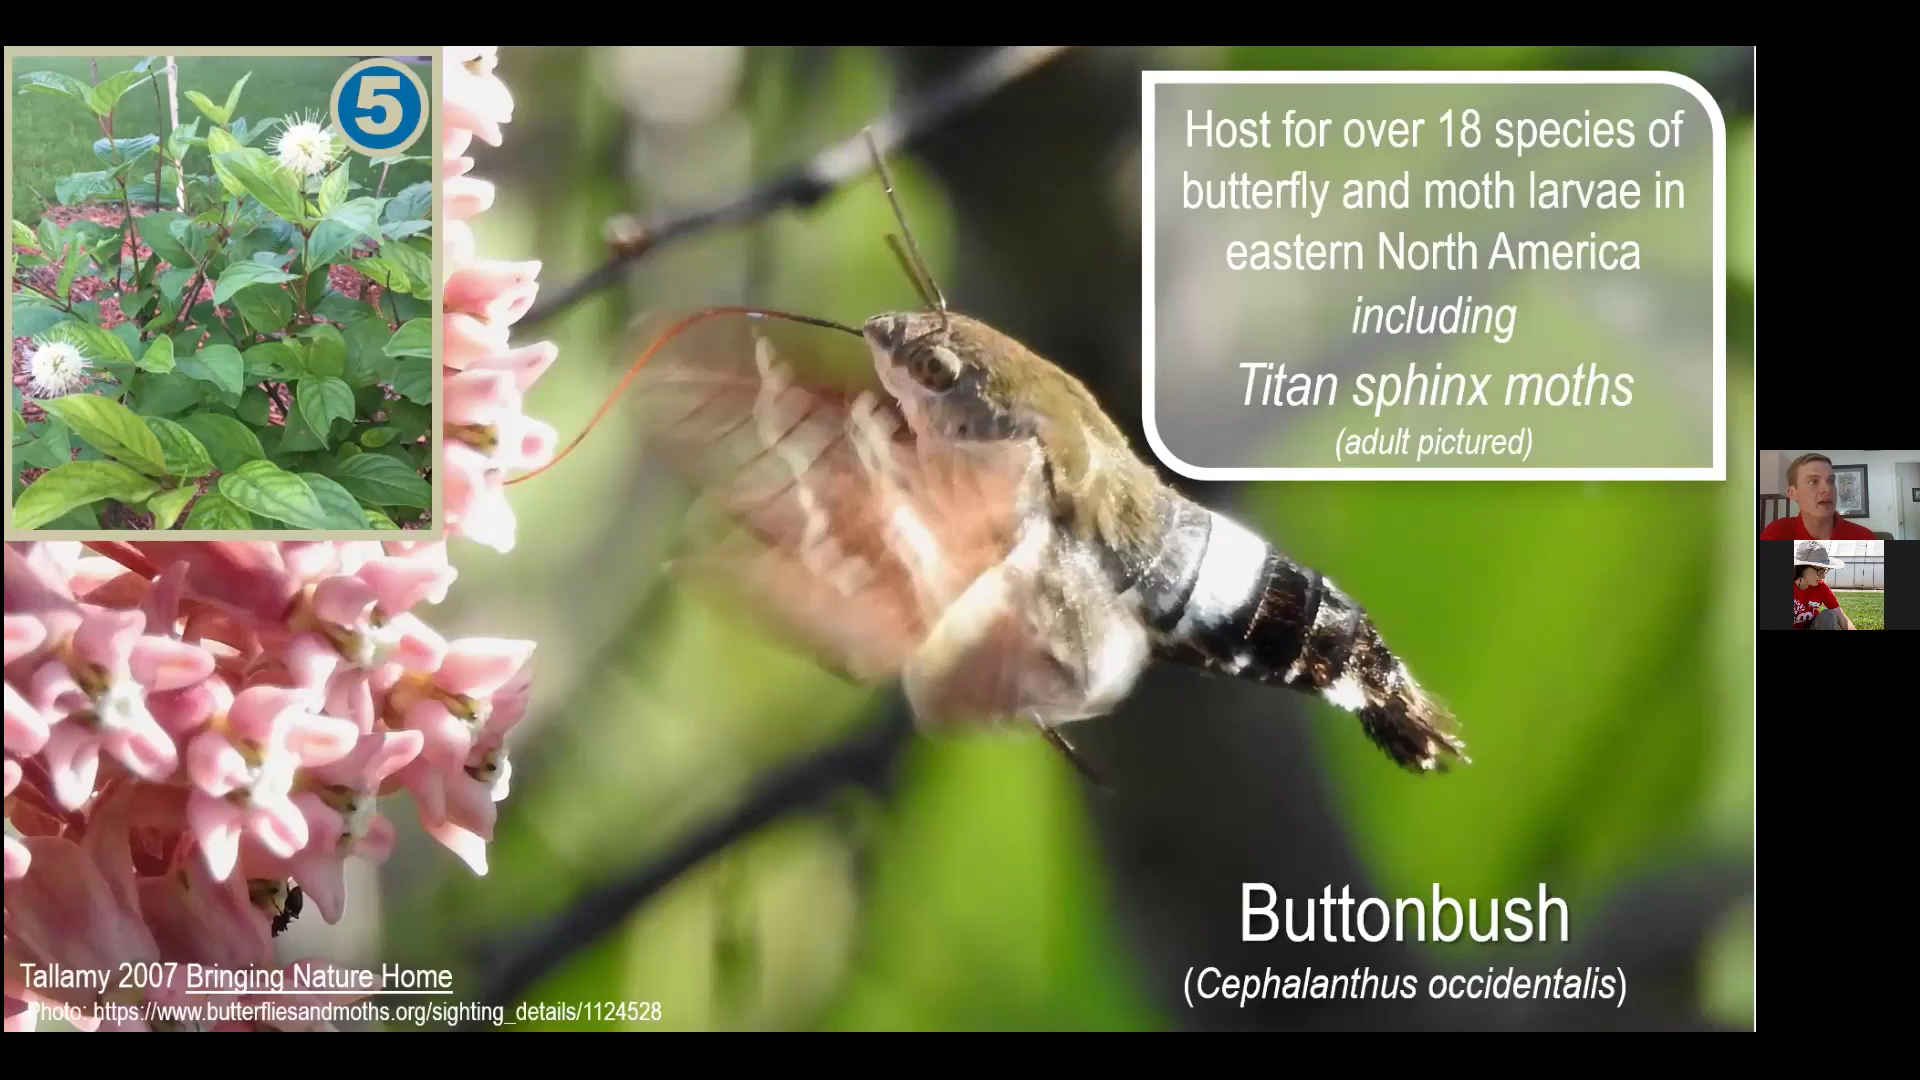 5
Host for over 18 species of
butterfly and moth larvae in
eastern North America
including
Titan sphinx moths
(adult pictured)
Buttonbush
(Cephalanthus occidentalis)
Tallamy 2007 Bringing Nature Home
Photo: https://www.butterfliesandmoths.org/sighting_details/1124528